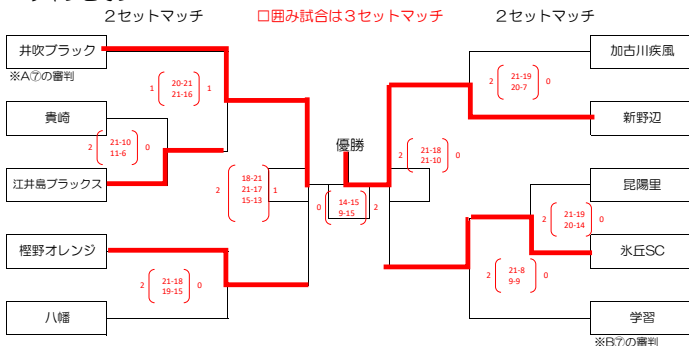 2セットマッチ
口囲み試合は3セットマッチ
2セットマッチ
井吹ブラック
※A⑦の審判
貴崎
江井島ブラックス
樫野オレンジ
八幡
加古川疾風
新野辺
昆陽里
氷丘SC
学習
※B⑦の審判
優勝
1 20-21 1
21-16
2 21-10 0
11-6
2 18-21 1
21-17
15-13
2 21-18 0
19-15
0 14-15 2
9-15
2 21-18 0
21-10
2 21-19 0
20-7
2 21-19 0
20-14
2 21-8 0
9-9